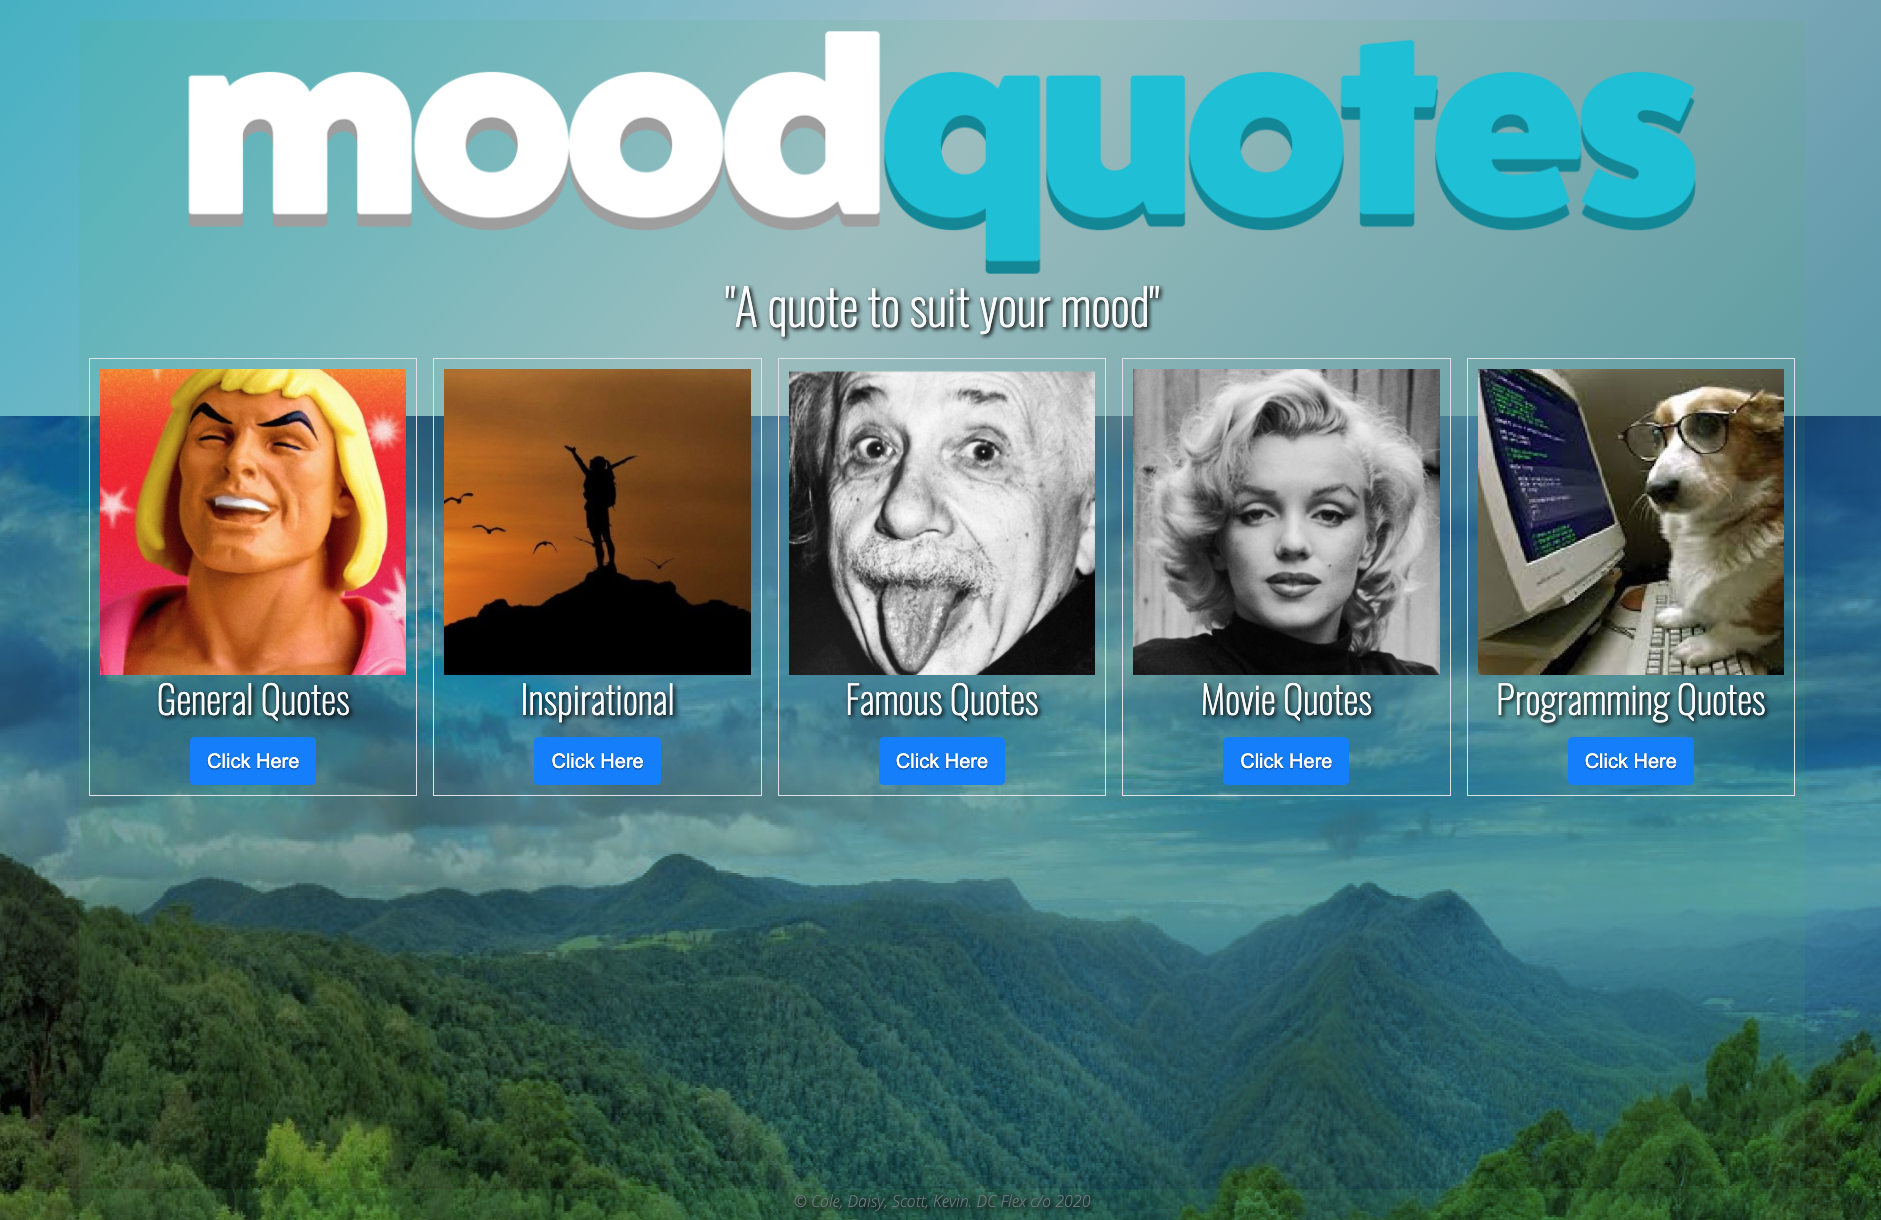 moodquotes
"A quote to suit your mood"
General Quotes
Click Here
Inspirational
Click Here
Famous Quotes
Click Here
Movie Quotes
Click Here
Programming Quotes
Click Here
© Cole, Daisy, Scott, Kevin. DC Flex c/o 2020